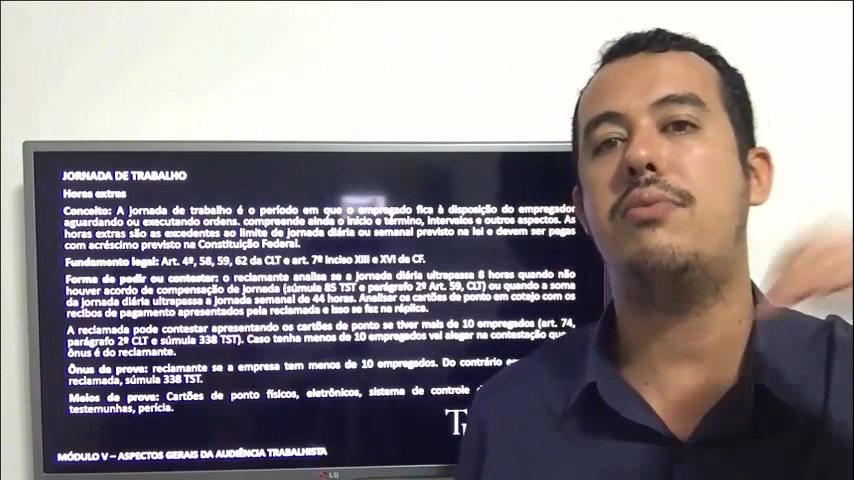 JORNADA DE TRABALHO
Horas extras
Conceito: A jornada de trabalho é o período em que o empregado fica à disposição do empregador
aguardando ou executando ordens. compreende ainda o início e término, intervalos e outros aspectos. As
horas extras são as excedentes ao limite de jornada diária ou semanal previsto na lei e devem ser pagas
com acréscimo previsto na Constituição Federal.
Fundamento legal: Art. 4º, 58, 59, 62 da CLT e art. 7º inciso XIII e XVI da CF.
Forma de pedir ou contestar: o reclamante analisa se a jornada diária ultrapassa 8 horas quando não
houver acordo de compensação de jornada (súmula 85 TST e parágrafo 2º Art. 59, CLT) ou quando a soma
da jornada diária ultrapassa a jornada semanal de 44 horas. Analisar os cartões de ponto em cotejo com os
recibos de pagamento apresentados pela reclamada e isso se faz na réplica.
A reclamada pode contestar apresentando os cartões de ponto se tiver mais de 10 empregados (art. 74,
parágrafo 2º CLT e súmula 338 TST). Caso tenha menos de 10 empregados vai alegar na contestação que
ônus é do reclamante.
Ônus da prova: reclamante se a empresa tem menos de 10 empregados. Do contrário
reclamada, súmula 338 TST.
Meios de prova: Cartões de ponto físicos, eletrônicos, sistema de controle
testemunhas, perícia.
MÓDULO V – ASPECTOS GERAIS DA AUDIÊNCIA TRABALHISTA
LG